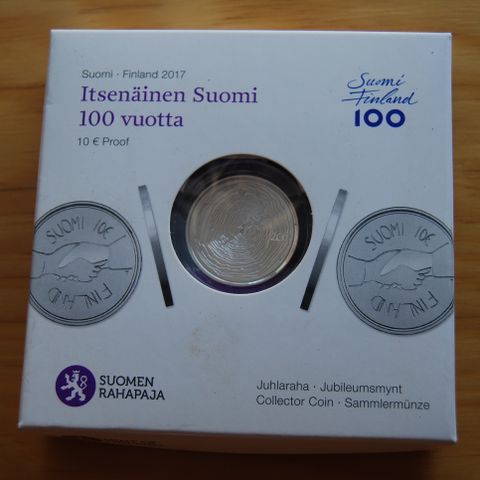 Suomi · Finland 2017
Itsenäinen Suomi
100 vuotta
10 € Proof
Suomi
Finland
100
SUOMI 10€
FINLAND
SUOMI 10€
FINLAND
SUOMEN
RAHAPAJA
Juhlaraha · Jubileumsmynt
Collector Coin · Sammlermünze